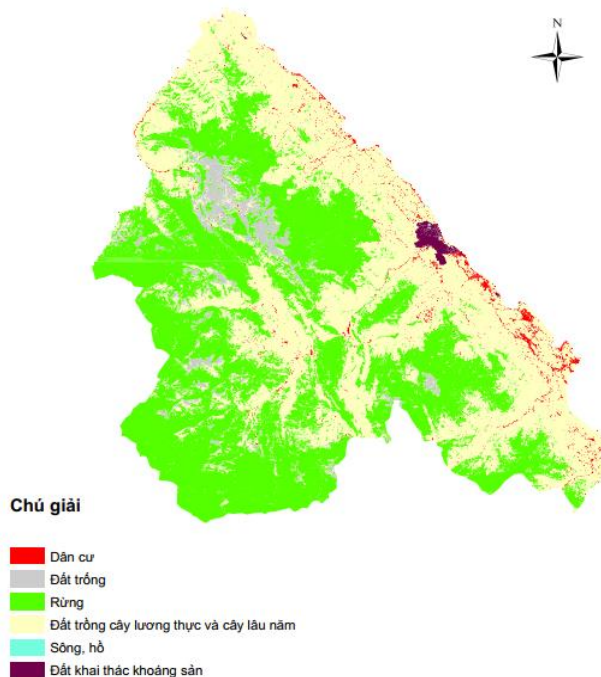 N
Chú giải
Dân cư
Đất trống
Rừng
Đất trồng cây lương thực và cây lâu năm
Sông, hồ
Đất khai thác khoáng sản